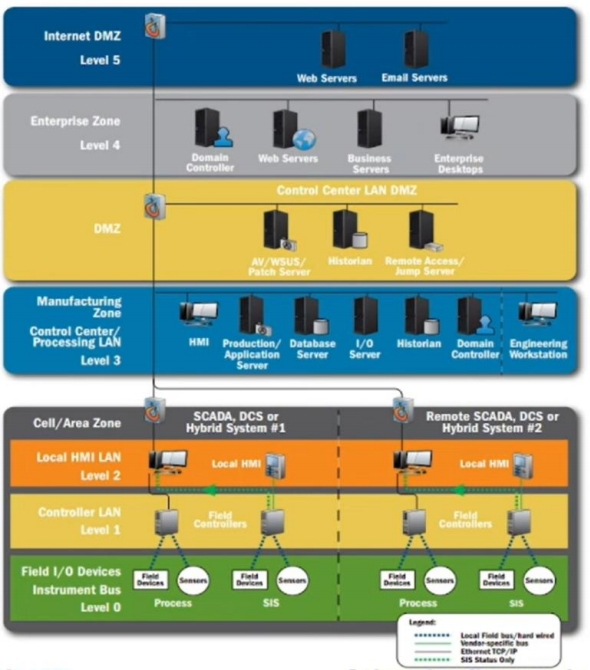 Internet DMZ
Level 5
Web Servers
Email Servers
Enterprise Zone
Level 4
Domain
Controller
Web Servers
Business
Servers
Enterprise
Desktops
Control Center LAN DMZ
DMZ
AV/WSUS/
Patch Server
Historian
Remote Access/
Jump Server
Manufacturing
Zone
Control Center/
Processing LAN
Level 3
HMI
Production/
Application
Server
Database
Server
I/O
Server
Historian
Domain
Controller
Engineering
Workstation
Cell/Area Zone
SCADA, DCS or
Hybrid System #1
Remote SCADA, DCS or
Hybrid System #2
Local HMI LAN
Level 2
Local HMI
Local HMI
Controller LAN
Level 1
Field
Controllers
Field
Controllers
Field I/O Devices
Instrument Bus
Level 0
Field
Devices
Sensors
Field
Devices
Sensors
Field
Devices
Sensors
Field
Devices
Sensors
Process
SIS
Process
SIS
Legend:
Local Field bus/hard wired
Vendor-specific bus
Ethernet TCP/IP
SIS Status Only